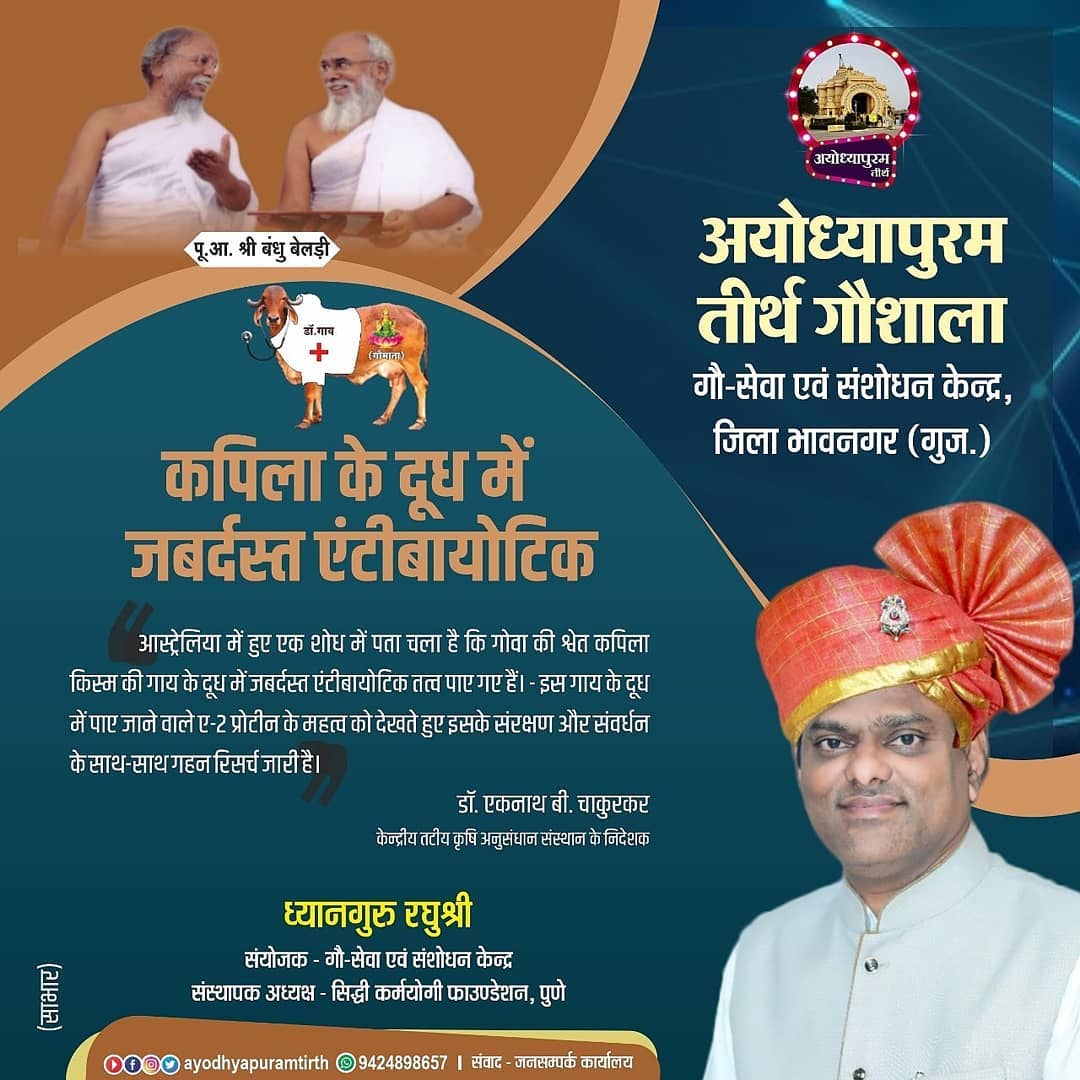 अयोध्यापुरम
तीर्थ
पू.आ. श्री बंधु बेलड़ी
अयोध्यापुरम
तीर्थ गौशाला
गौ-सेवा एवं संशोधन केन्द्र,
जिला भावनगर (गुज.)
डॉ.गाय
(गोमाता)
कपिला के दूध में
जबर्दस्त एंटीबायोटिक
“आस्ट्रेलिया में हुए एक शोध में पता चला है कि गोवा की श्वेत कपिला
किस्म की गाय के दूध में जबर्दस्त एंटीबायोटिक तत्व पाए गए हैं। - इस गाय के दूध
में पाए जाने वाले ए-२ प्रोटीन के महत्व को देखते हुए इसके संरक्षण और संवर्धन
के साथ-साथ गहन रिसर्च जारी है।”
डॉ. एकनाथ बी. चाकुरकर
केन्द्रीय तटीय कृषि अनुसंधान संस्थान के निदेशक
ध्यानगुरु रघुश्री
संयोजक - गौ-सेवा एवं संशोधन केन्द्र
संस्थापक अध्यक्ष - सिद्धी कर्मयोगी फाउण्डेशन, पुणे
(साभार)
ayodhyapuramtirth 9424898657 | संवाद - जनसम्पर्क कार्यालय